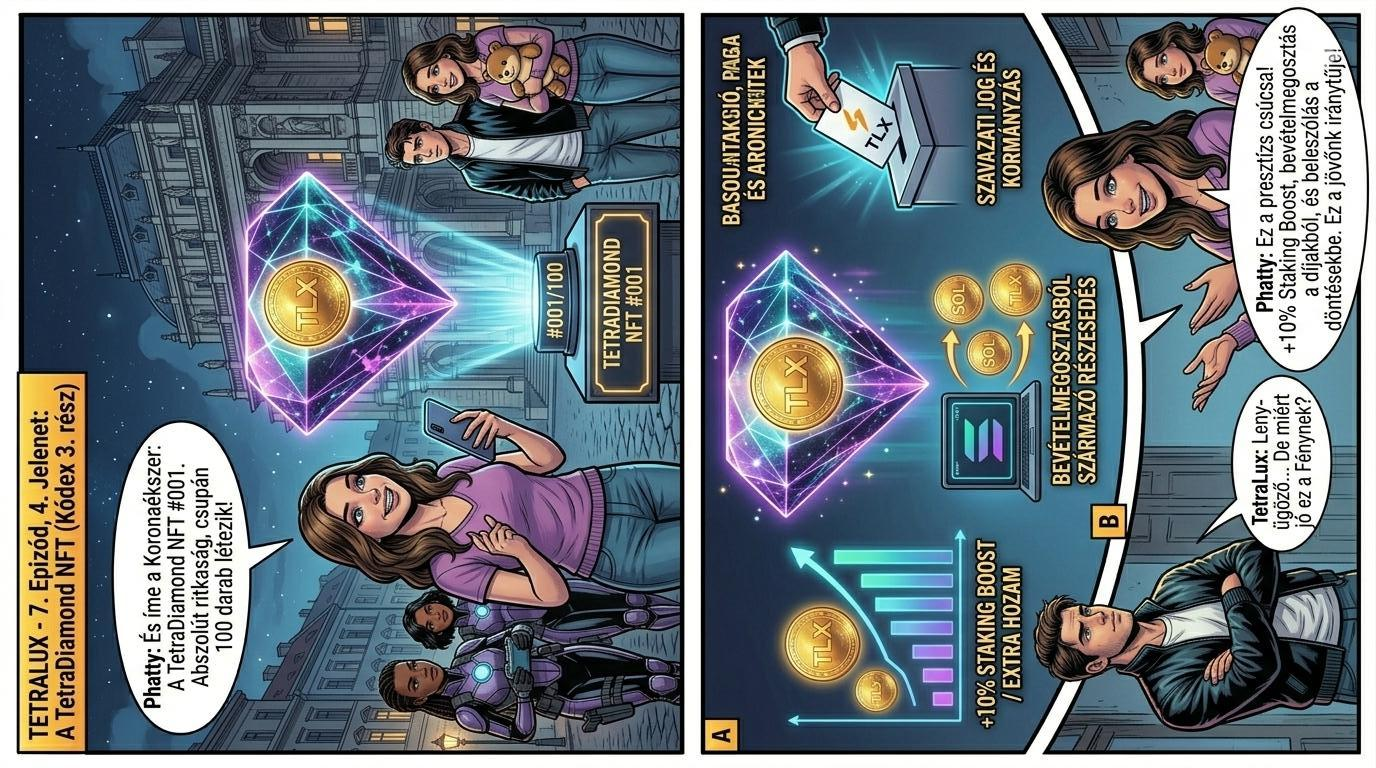 TETRALUX - 7. Epizód, 4. Jelenet:
A TetraDiamond NFT (Kódex 3. rész)
Phatty: És íme a Koronaékszer:
A TetraDiamond NFT #001.
Abszolút ritkaság, csupán
100 darab létezik!
TLX
#001/100
TETRADIAMOND
NFT #001
A
TLX
+10% STAKING BOOST
/ EXTRA HOZAM
TLX
SOL
SOL
TLX
BEVÉTELMEGOSZTÁSBÓL
SZÁRMAZÓ RÉSZESEDÉS
ÉS
TLX
SZAVAZATI JOG ÉS
KORMÁNYZÁS
B
TetraLux: Leny-
űgöző... De miért
jó ez a Fénynek?
Phatty: Ez a presztízs csúcsa!
+10% Staking Boost, bevételmegosztás
a díjakból, és beleszólás a
döntésekbe. Ez a jövőnk iránytűje!